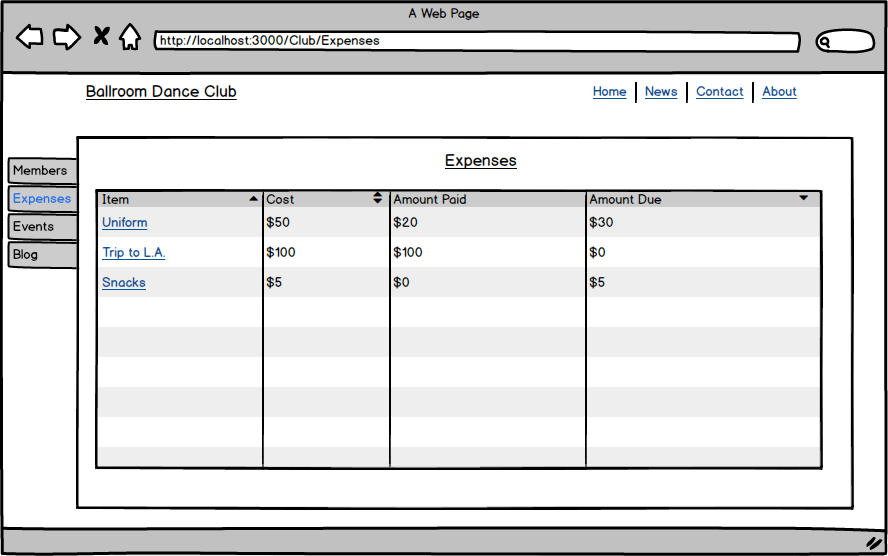 A Web Page
http://localhost:3000/Club/Expenses
Ballroom Dance Club
Home News Contact About
Expenses
Members
Expenses
Events
Blog
Item Cost Amount Paid Amount Due
Uniform $50 $20 $30
Trip to L.A. $100 $100 $0
Snacks $5 $0 $5